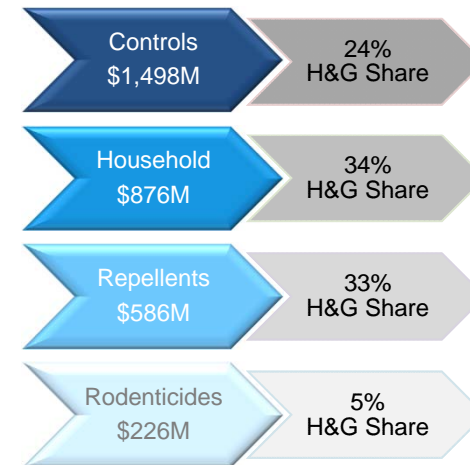 Controls
$1,498M
24%
H&G Share
Household
$876M
34%
H&G Share
Repellents
$586M
33%
H&G Share
Rodenticides
$226M
5%
H&G Share